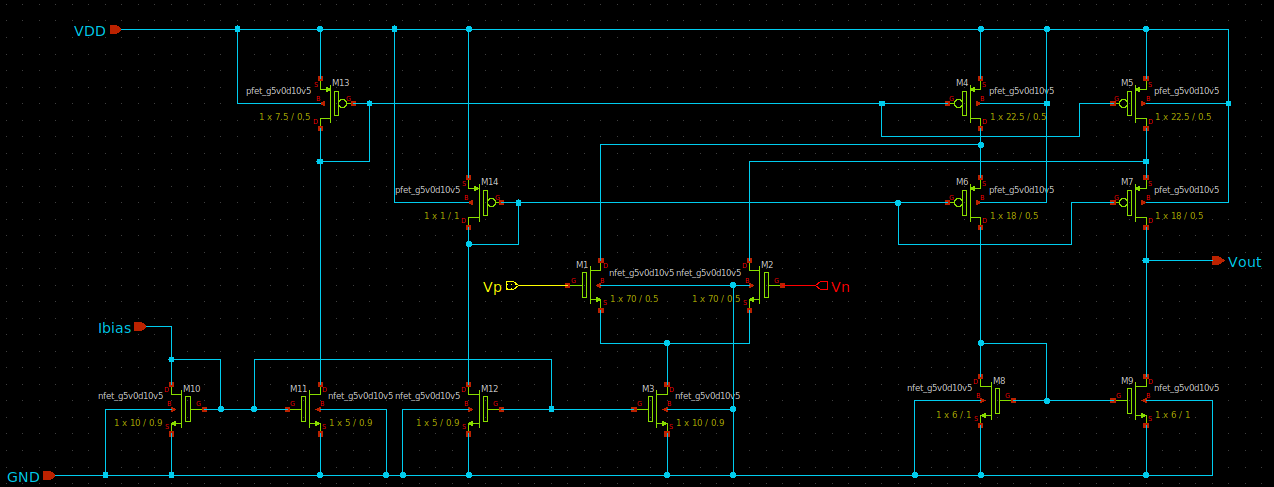 VDD
M13
pfet_g5v0d10v5
1 x 7.5 / 0.5
M4
pfet_g5v0d10v5
1 x 22.5 / 0.5
M5
pfet_g5v0d10v5
1 x 22.5 / 0.5
M14
pfet_g5v0d10v5
1 x 1 / 1
M6
pfet_g5v0d10v5
1 x 18 / 0.5
M7
pfet_g5v0d10v5
1 x 18 / 0.5
M1
nfet_g5v0d10v5
1 x 70 / 0.5
M2
nfet_g5v0d10v5
1 x 70 / 0.5
Vp
Vn
Vout
Ibias
M10
nfet_g5v0d10v5
1 x 10 / 0.9
M11
nfet_g5v0d10v5
1 x 5 / 0.9
M12
nfet_g5v0d10v5
1 x 5 / 0.9
M3
nfet_g5v0d10v5
1 x 10 / 0.9
M8
nfet_g5v0d10v5
1 x 6 / 1
M9
nfet_g5v0d10v5
1 x 6 / 1
GND